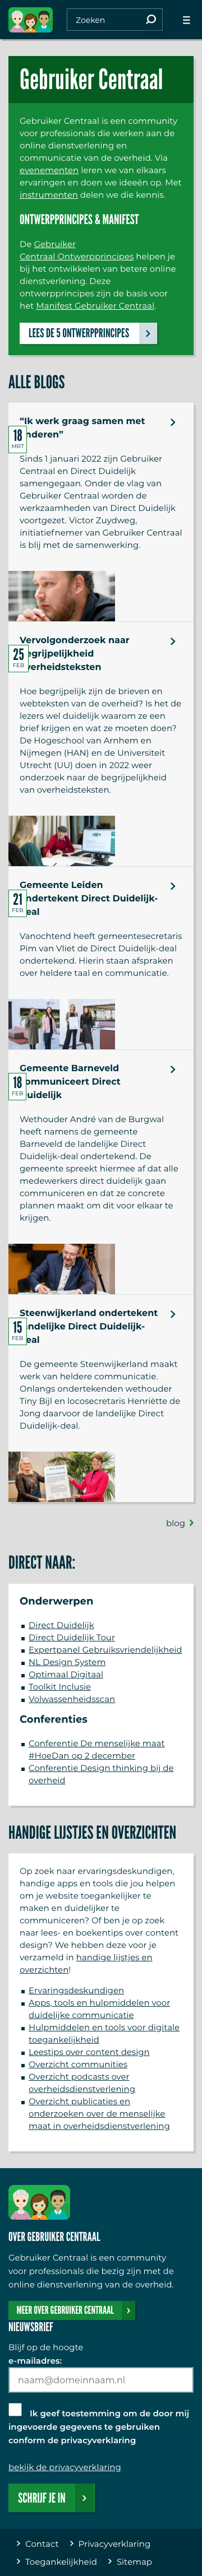 Zoeken
Gebruiker Centraal
Gebruiker Centraal is een community
voor professionals die werken aan de
online dienstverlening en
communicatie van de overheid. Via
evenementen leren we van elkaars
ervaringen en doen we ideeën op. Met
instrumenten delen we die kennis.
ONTWERPPRINCIPES & MANIFEST
De Gebruiker
Centraal Ontwerpprincipes helpen je
bij het ontwikkelen van betere online
dienstverlening. Deze
ontwerpprincipes zijn de basis voor
het Manifest Gebruiker Centraal.
LEES DE 5 ONTWERPPRINCIPES
ALLE BLOGS
“Ik werk graag samen met
anderen”
18
MRT
Sinds 1 januari 2022 zijn Gebruiker
Centraal en Direct Duidelijk
samengegaan. Onder de vlag van
Gebruiker Centraal worden de
werkzaamheden van Direct Duidelijk
voortgezet. Victor Zuydweg,
initiatiefnemer van Gebruiker Centraal
is blij met de samenwerking.
Vervolgonderzoek naar
begrijpelijkheid
overheidsteksten
25
FEB
Hoe begrijpelijk zijn de brieven en
webteksten van de overheid? Is het de
lezers wel duidelijk waarom ze een
brief krijgen en wat ze moeten doen?
De Hogeschool van Arnhem en
Nijmegen (HAN) en de Universiteit
Utrecht (UU) doen in 2022 weer
onderzoek naar de begrijpelijkheid
van overheidsteksten.
Gemeente Leiden
ondertekent Direct Duidelijk-
deal
21
FEB
Vanochtend heeft gemeentesecretaris
Pim van Vliet de Direct Duidelijk-deal
ondertekend. Hierin staan afspraken
over heldere taal en communicatie.
Gemeente Barneveld
communiceert Direct
Duidelijk
18
FEB
Wethouder André van de Burgwal
heeft namens de gemeente
Barneveld de landelijke Direct
Duidelijk-deal ondertekend. De
gemeente spreekt hiermee af dat alle
medewerkers direct duidelijk gaan
communiceren en dat ze concrete
plannen maakt om dit voor elkaar te
krijgen.
Steenwijkerland ondertekent
landelijke Direct Duidelijk-
deal
15
FEB
De gemeente Steenwijkerland maakt
werk van heldere communicatie.
Onlangs ondertekenden wethouder
Tiny Bijl en locosecretaris Henriëtte de
Jong daarvoor de landelijke Direct
Duidelijk-deal.
blog
DIRECT NAAR:
Onderwerpen
Direct Duidelijk
Direct Duidelijk Tour
Expertpanel Gebruiksvriendelijkheid
NL Design System
Optimaal Digitaal
Toolkit Inclusie
Volwassenheidsscan
Conferenties
Conferentie De menselijke maat
#HoeDan op 2 december
Conferentie Design thinking bij de
overheid
HANDIGE LIJSTJES EN OVERZICHTEN
Op zoek naar ervaringsdeskundigen,
handige apps en tools die jou helpen
om je website toegankelijker te
maken en duidelijker te
communiceren? Of ben je op zoek
naar lees- en boekentips over content
design? We hebben deze voor je
verzameld in handige lijstjes en
overzichten!
Ervaringsdeskundigen
Apps, tools en hulpmiddelen voor
duidelijke communicatie
Hulpmiddelen en tools voor digitale
toegankelijkheid
Leestips over content design
Overzicht communities
Overzicht podcasts over
overheidsdienstverlening
Overzicht publicaties en
onderzoeken over de menselijke
maat in overheidsdienstverlening
OVER GEBRUIKER CENTRAAL
Gebruiker Centraal is een community
voor professionals die bezig zijn met de
online dienstverlening van de overheid.
MEER OVER GEBRUIKER CENTRAAL
NIEUWSBRIEF
Blijf op de hoogte
e-mailadres:
naam@domeinnaam.nl
Ik geef toestemming om de door mij
ingevoerde gegevens te gebruiken
conform de privacyverklaring
bekijk de privacyverklaring
SCHRIJF JE IN
Contact
Privacyverklaring
Toegankelijkheid
Sitemap